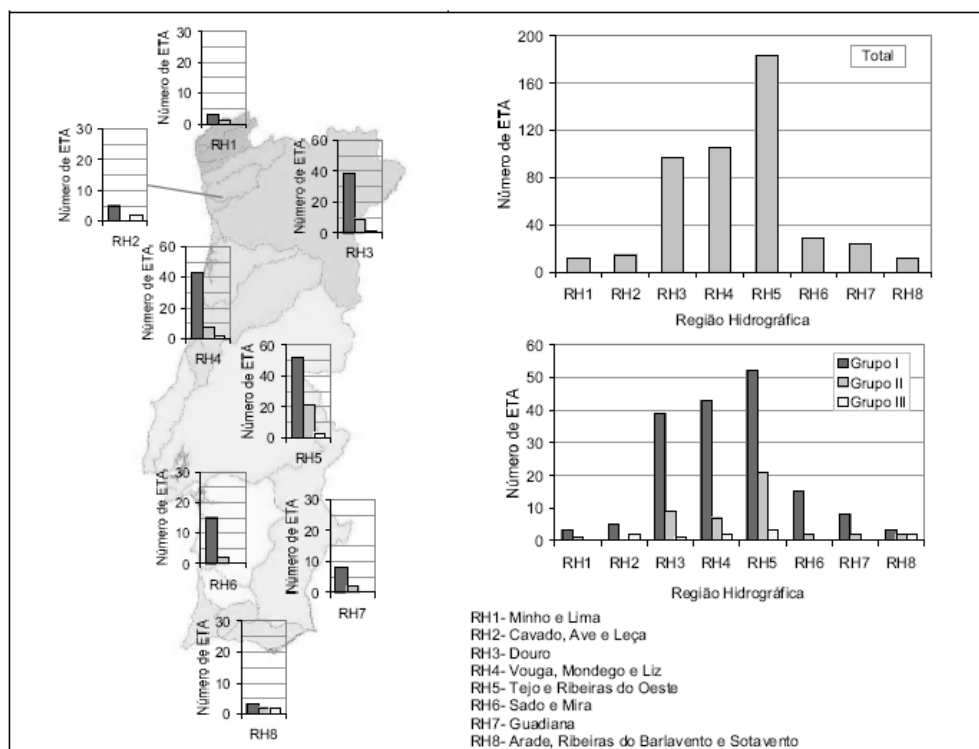 Número de ETA
30
20
10
0
RH1
Número de ETA
30
20
10
0
RH2
Número de ETA
60
40
20
0
RH3
Número de ETA
60
40
20
0
RH4
Número de ETA
60
40
20
0
RH5
Número de ETA
30
20
10
0
RH6
Número de ETA
30
20
10
0
RH7
Número de ETA
30
20
10
0
RH8
Total
Número de ETA
200
160
120
80
40
0
RH1 RH2 RH3 RH4 RH5 RH6 RH7 RH8
Região Hidrográfica
Grupo I
Grupo II
Grupo III
Número de ETA
60
50
40
30
20
10
0
RH1 RH2 RH3 RH4 RH5 RH6 RH7 RH8
Região Hidrográfica
RH1- Minho e Lima
RH2- Cavado, Ave e Leça
RH3- Douro
RH4- Vouga, Mondego e Liz
RH5- Tejo e Ribeiras do Oeste
RH6- Sado e Mira
RH7- Guadiana
RH8- Arade, Ribeiras do Barlavento e Sotavento